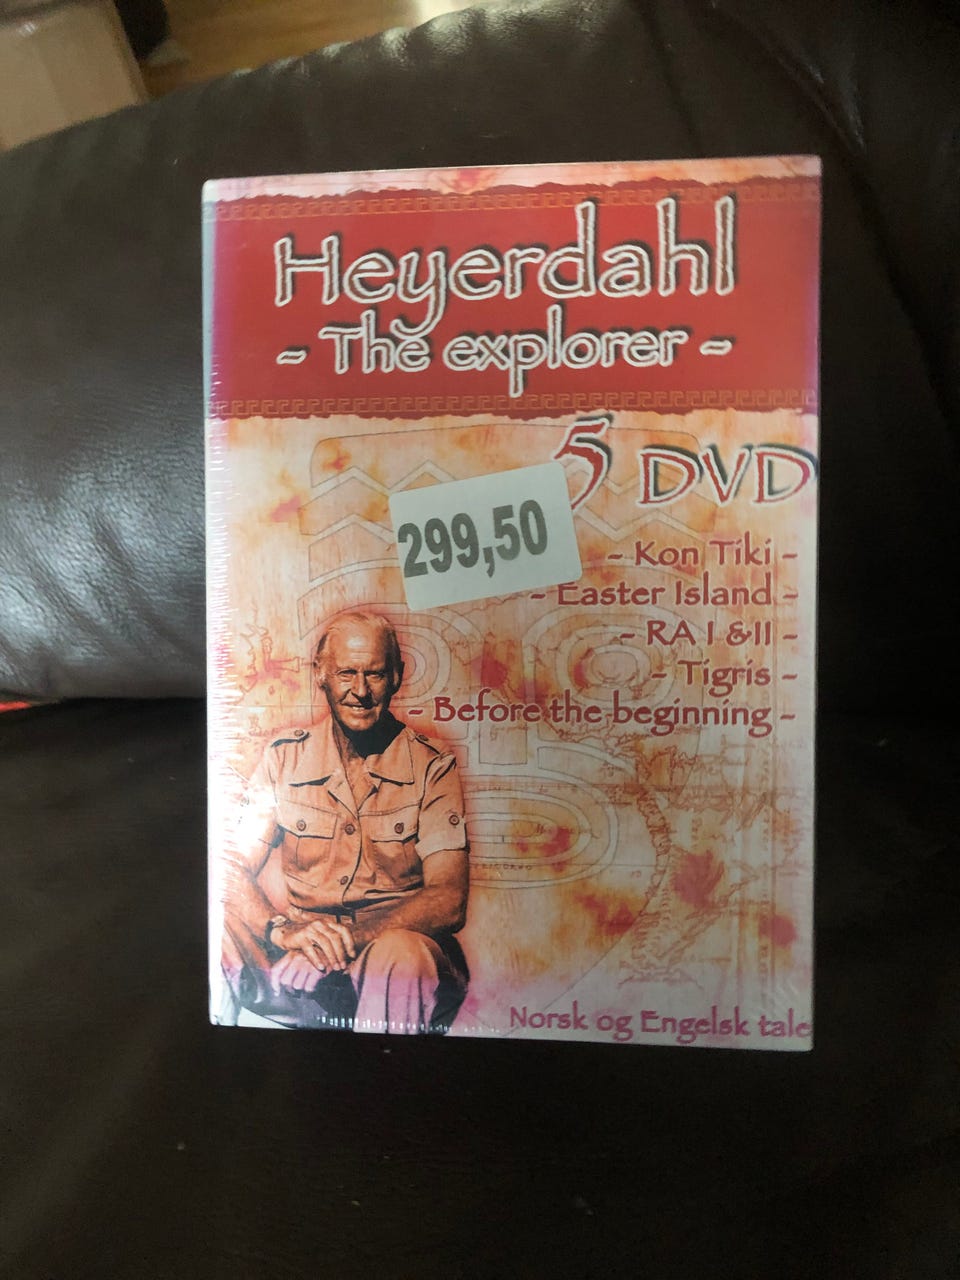 Heyerdahl
- The explorer -
5 DVD
299,50
- Kon Tiki -
- Easter Island -
- RA I & II -
- Tigris -
- Before the beginning -
Norsk og Engelsk tale